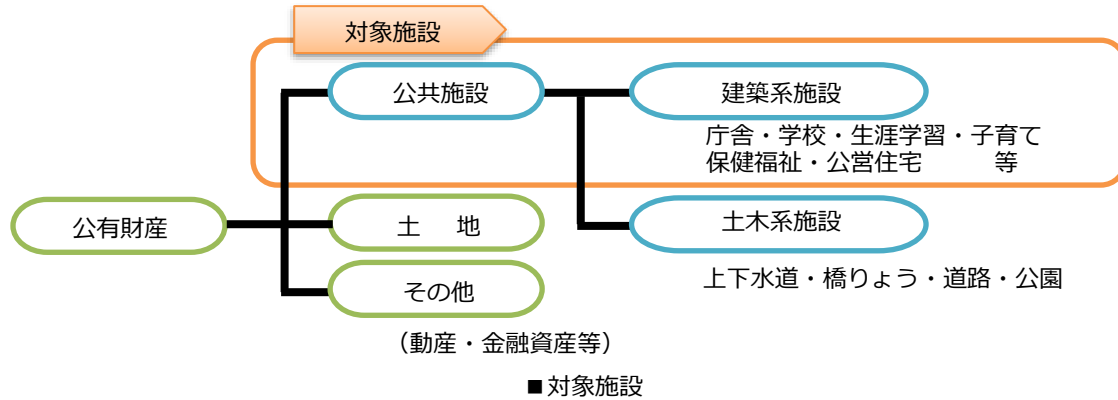 対象施設
公共施設
建築系施設
庁舎・学校・生涯学習・子育て
保健福祉・公営住宅　　　等
公有財産
土　地
土木系施設
上下水道・橋りょう・道路・公園
その他
（動産・金融資産等）
■対象施設